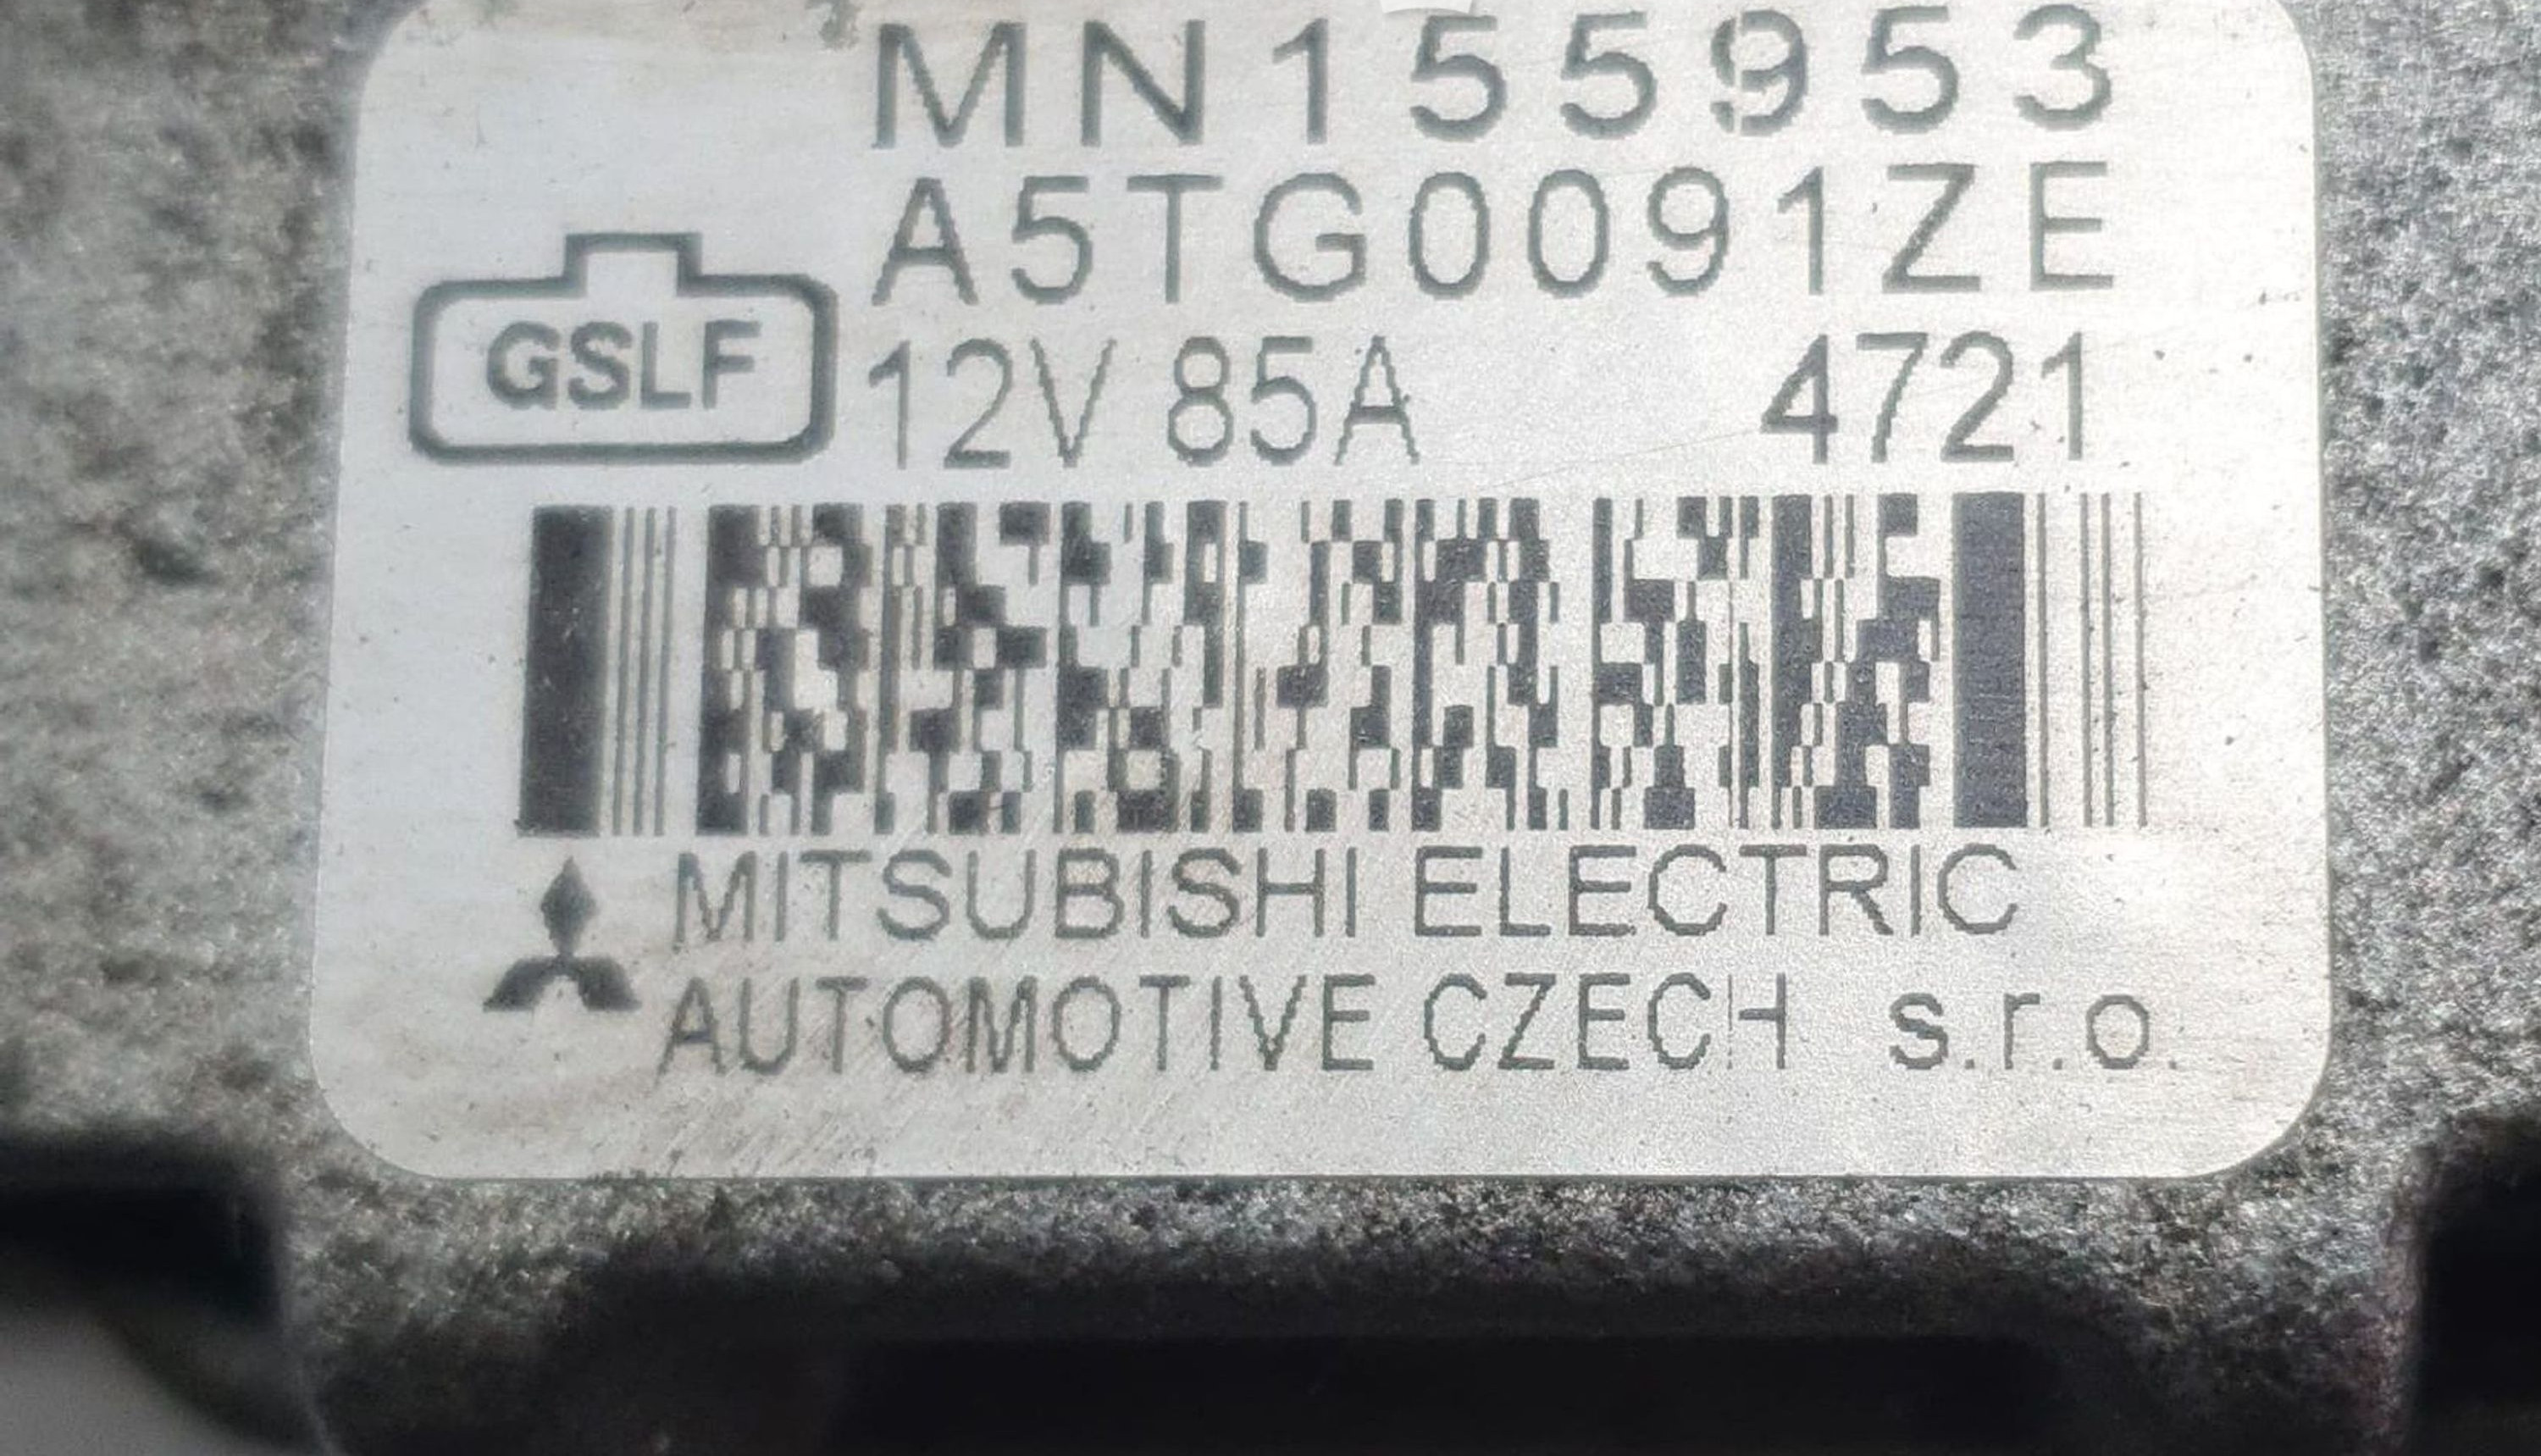 MN155953
A5TG0091ZE
GSLF
12V 85A 4721
MITSUBISHI ELECTRIC
AUTOMOTIVE CZECH s.r.o.